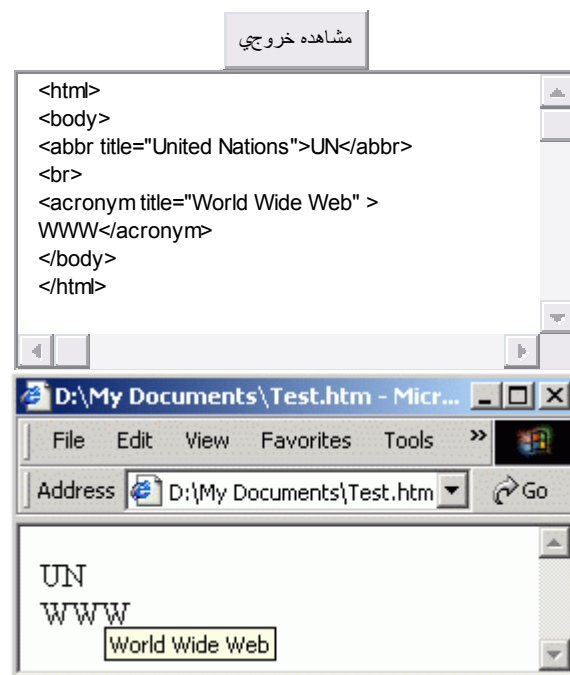 مشاهده خروجي
<html>
<body>
<abbr title="United Nations">UN</abbr>
<br>
<acronym title="World Wide Web" >
WWW</acronym>
</body>
</html>
D:\My Documents\Test.htm - Micr...
File Edit View Favorites Tools »
Address D:\My Documents\Test.htm Go
UN
WWW
World Wide Web